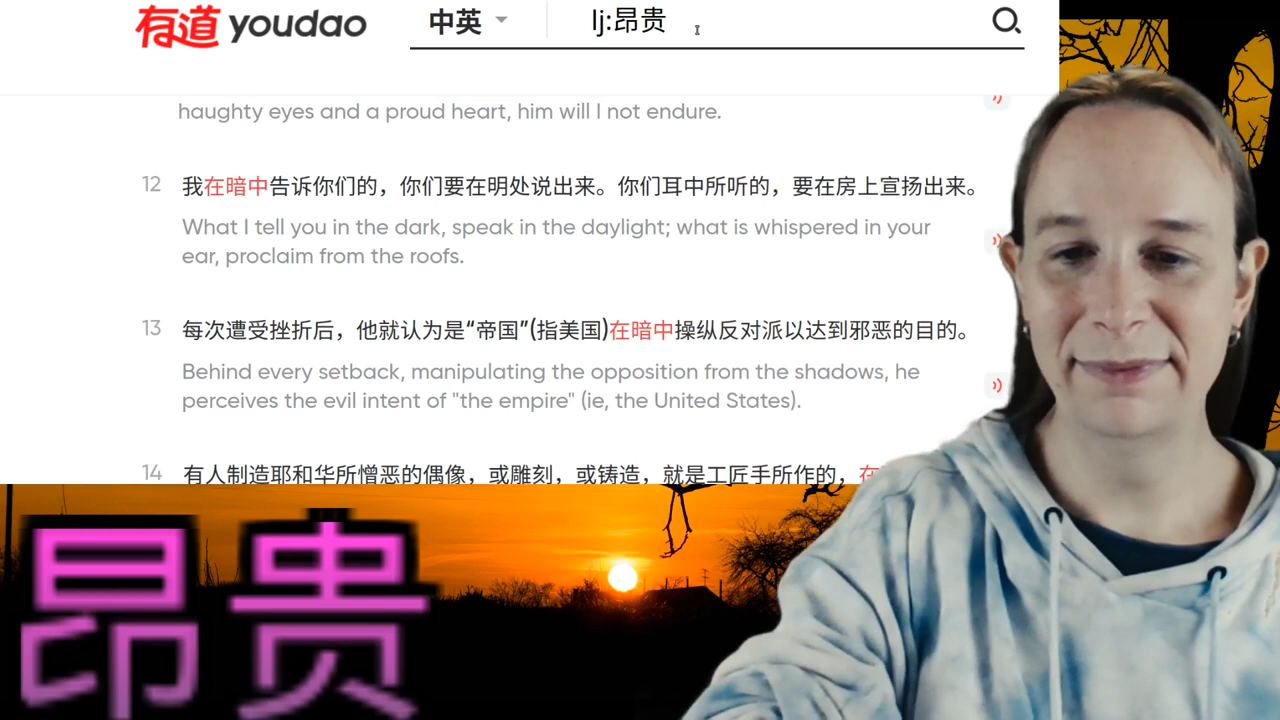 有道 youdao
中英
lj:昂贵
haughty eyes and a proud heart, him will I not endure.
12
我在暗中告诉你们的，你们要在明处说出来。你们耳中所听的，要在房上宣扬出来。
What I tell you in the dark, speak in the daylight; what is whispered in your
ear, proclaim from the roofs.
13
每次遭受挫折后，他就认为是“帝国”(指美国)在暗中操纵反对派以达到邪恶的目的。
Behind every setback, manipulating the opposition from the shadows, he
perceives the evil intent of "the empire" (ie, the United States).
14
有人制造耶和华所憎恶的偶像，或雕刻，或铸造，就是工匠手所作的，在
昂贵